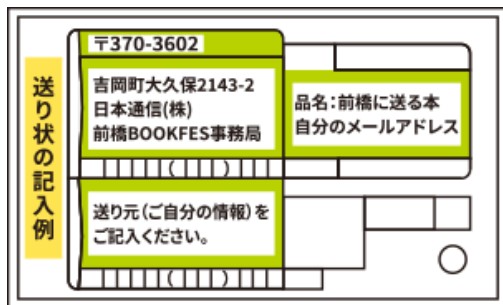 送り状の記入例
〒370-3602
吉岡町大久保2143-2
日本通信(株)
前橋BOOKFES事務局
品名:前橋に送る本
自分のメールアドレス
送り元(ご自分の情報)を
ご記入ください。